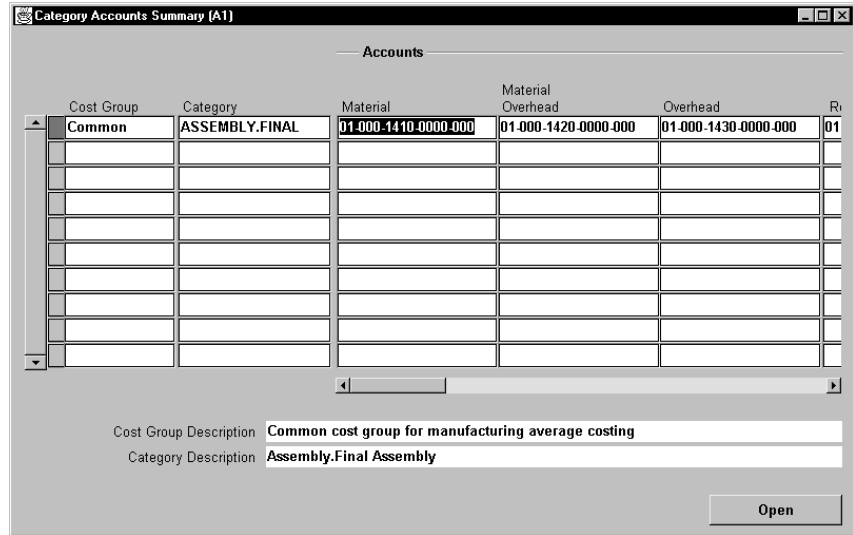 Category Accounts Summary (A1)
Accounts
Material
Cost Group Category Material Overhead Overhead
Common ASSEMBLY.FINAL 01-000-1410-0000-000 01-000-1420-0000-000 01-000-1430-0000-000 01
Cost Group Description Common cost group for manufacturing average costing
Category Description Assembly.Final Assembly
Open